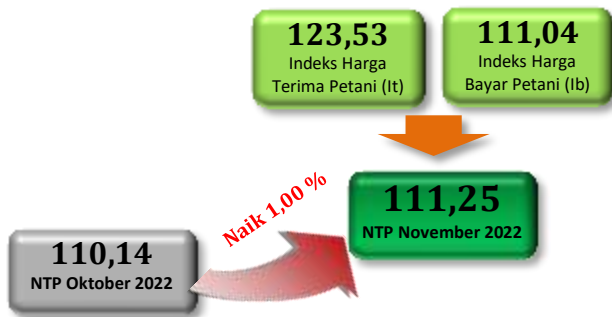 123,53
Indeks Harga
Terima Petani (It)
111,04
Indeks Harga
Bayar Petani (Ib)
111,25
NTP November 2022
Naik 1,00 %
110,14
NTP Oktober 2022